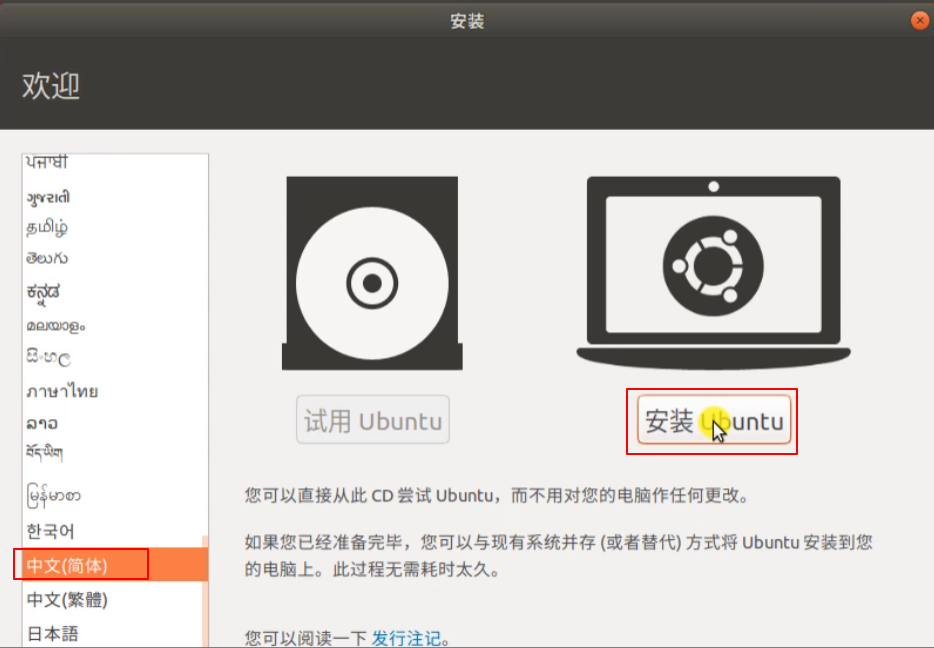 安装
欢迎
ਪੰਜਾਬੀ
ગુજરાતી
தமிழ்
తెలుగు
ಕನ್ನಡ
മലയാളം
සිංහල
ภาษาไทย
ລາວ
བོད་ཡིག
မြန်မာစာ
한국어
中文(简体)
中文(繁體)
日本語
试用 Ubuntu
安装 Ubuntu
您可以直接从此 CD 尝试 Ubuntu，而不用对您的电脑作任何更改。
如果您已经准备完毕，您可以与现有系统并存 (或者替代) 方式将 Ubuntu 安装到您
的电脑上。此过程无需耗时太久。
您可以阅读一下 发行注记。